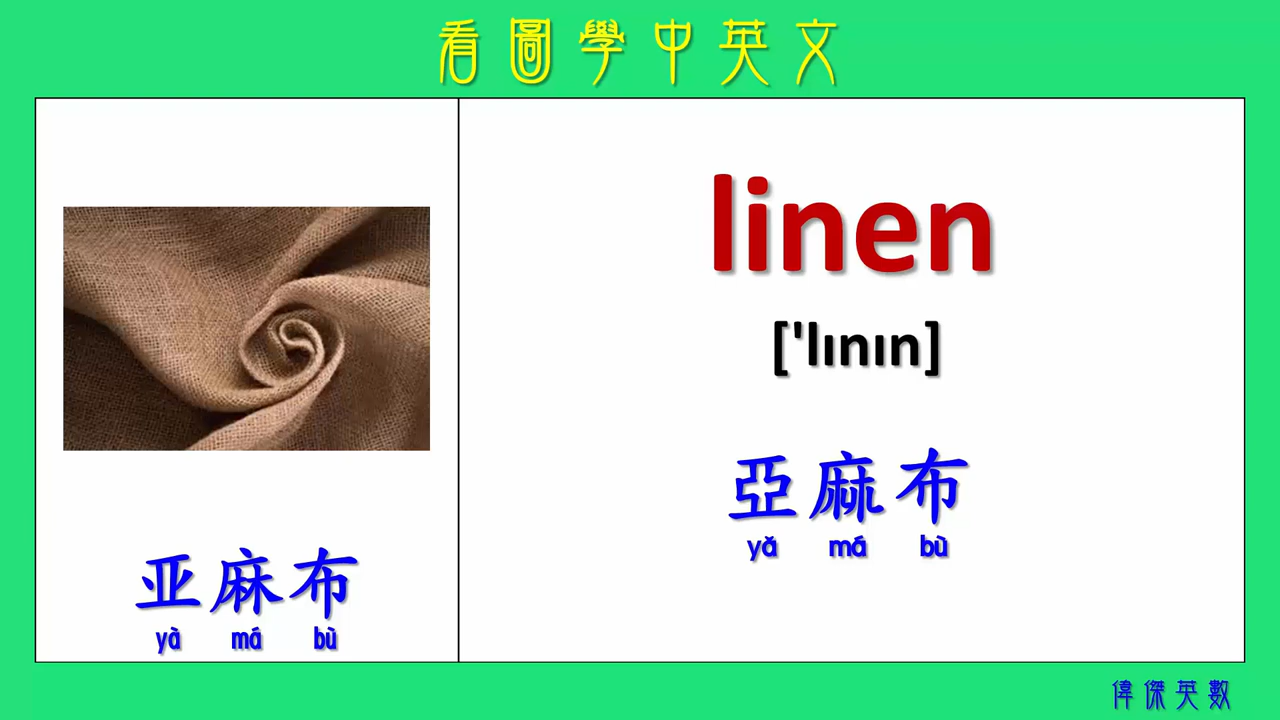 看圖學中英文
linen
['lɪnɪn]
亞麻布
yǎ má bù
亚麻布
yà má bù
偉傑英數